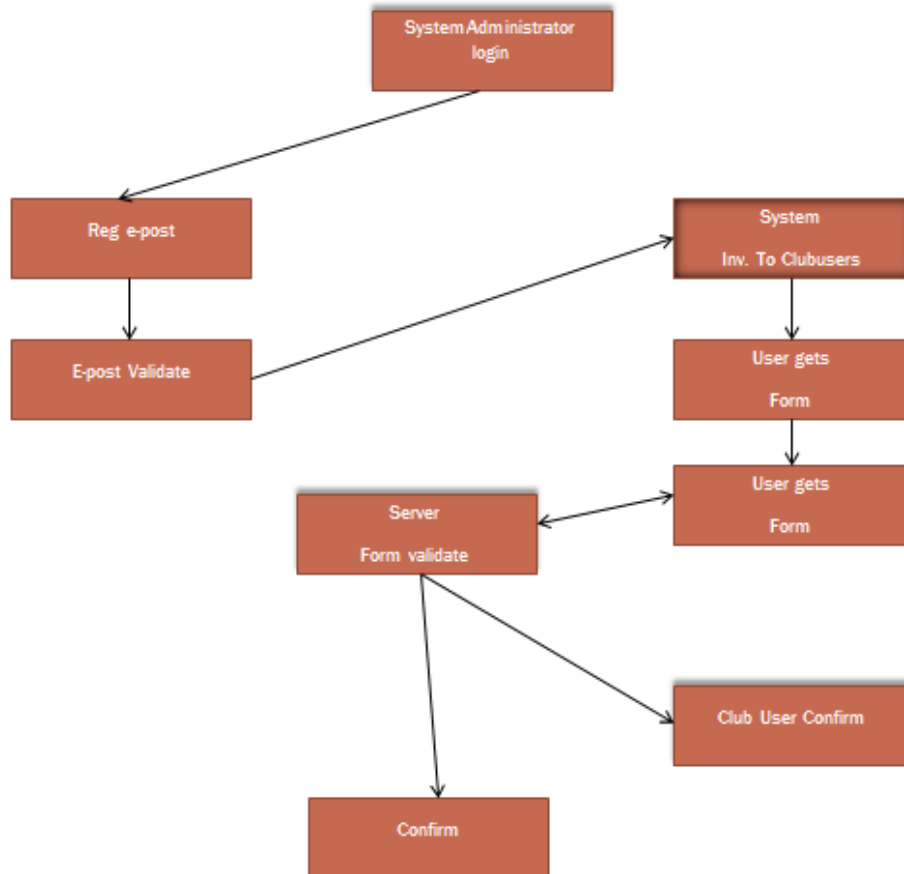 System Administrator
login
Reg e-post
System
Inv. To Clubusers
E-post Validate
User gets
Form
User gets
Form
Server
Form validate
Club User Confirm
Confirm